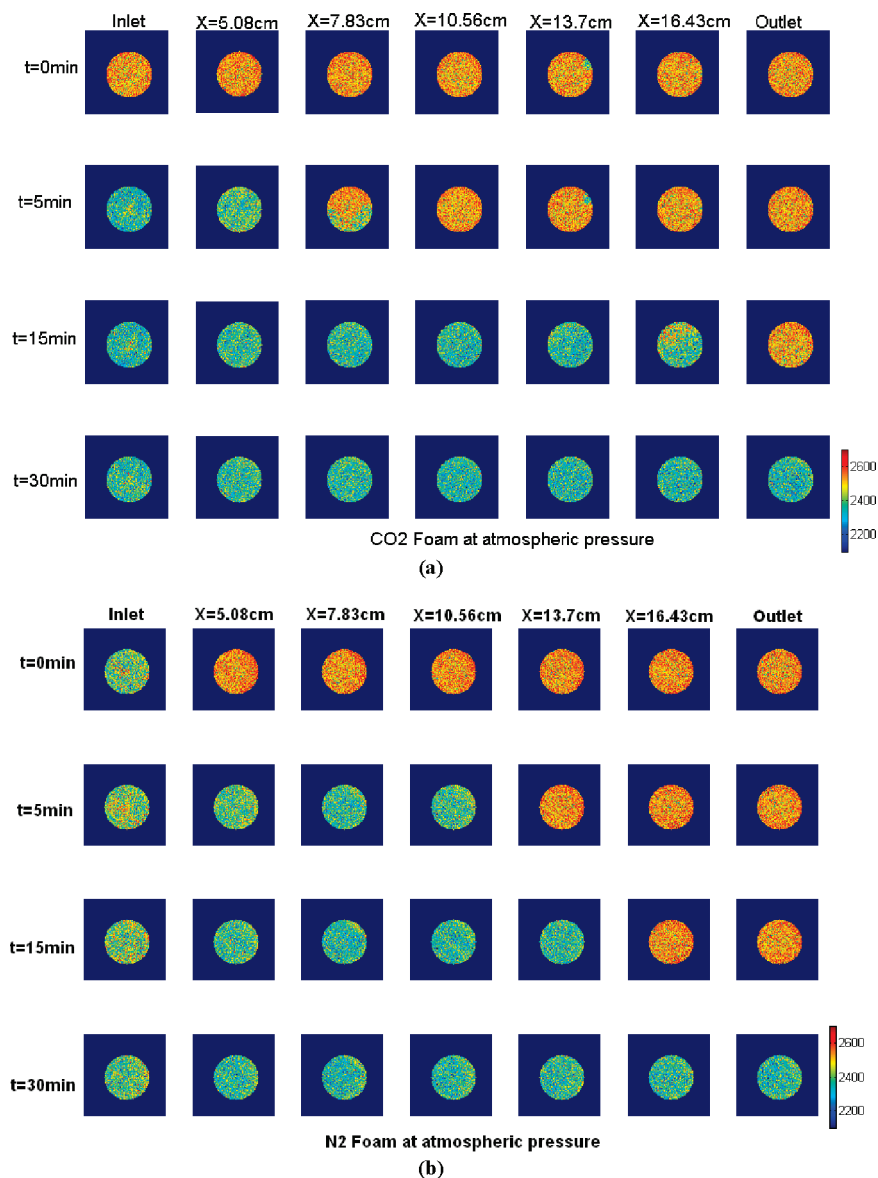 Inlet X=5.08cm X=7.83cm X=10.56cm X=13.7cm X=16.43cm Outlet
t=0min
t=5min
t=15min
t=30min
2600
2400
2200
CO2 Foam at atmospheric pressure
(a)
Inlet X=5.08cm X=7.83cm X=10.56cm X=13.7cm X=16.43cm Outlet
t=0min
t=5min
t=15min
t=30min
2600
2400
2200
N2 Foam at atmospheric pressure
(b)